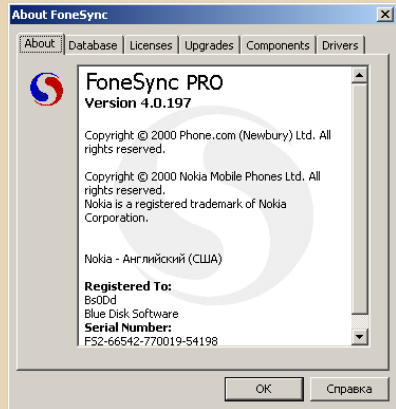 About FoneSync
About Database Licenses Upgrades Components Drivers
FoneSync PRO
Version 4.0.197
Copyright © 2000 Phone.com (Newbury) Ltd. All
rights reserved.
Copyright © 2000 Nokia Mobile Phones Ltd. All
rights reserved.
Nokia is a registered trademark of Nokia
Corporation.
Nokia - Английский (США)
Registered To:
Bs0Dd
Blue Disk Software
Serial Number:
FS2-66542-770019-54198
OK Справка